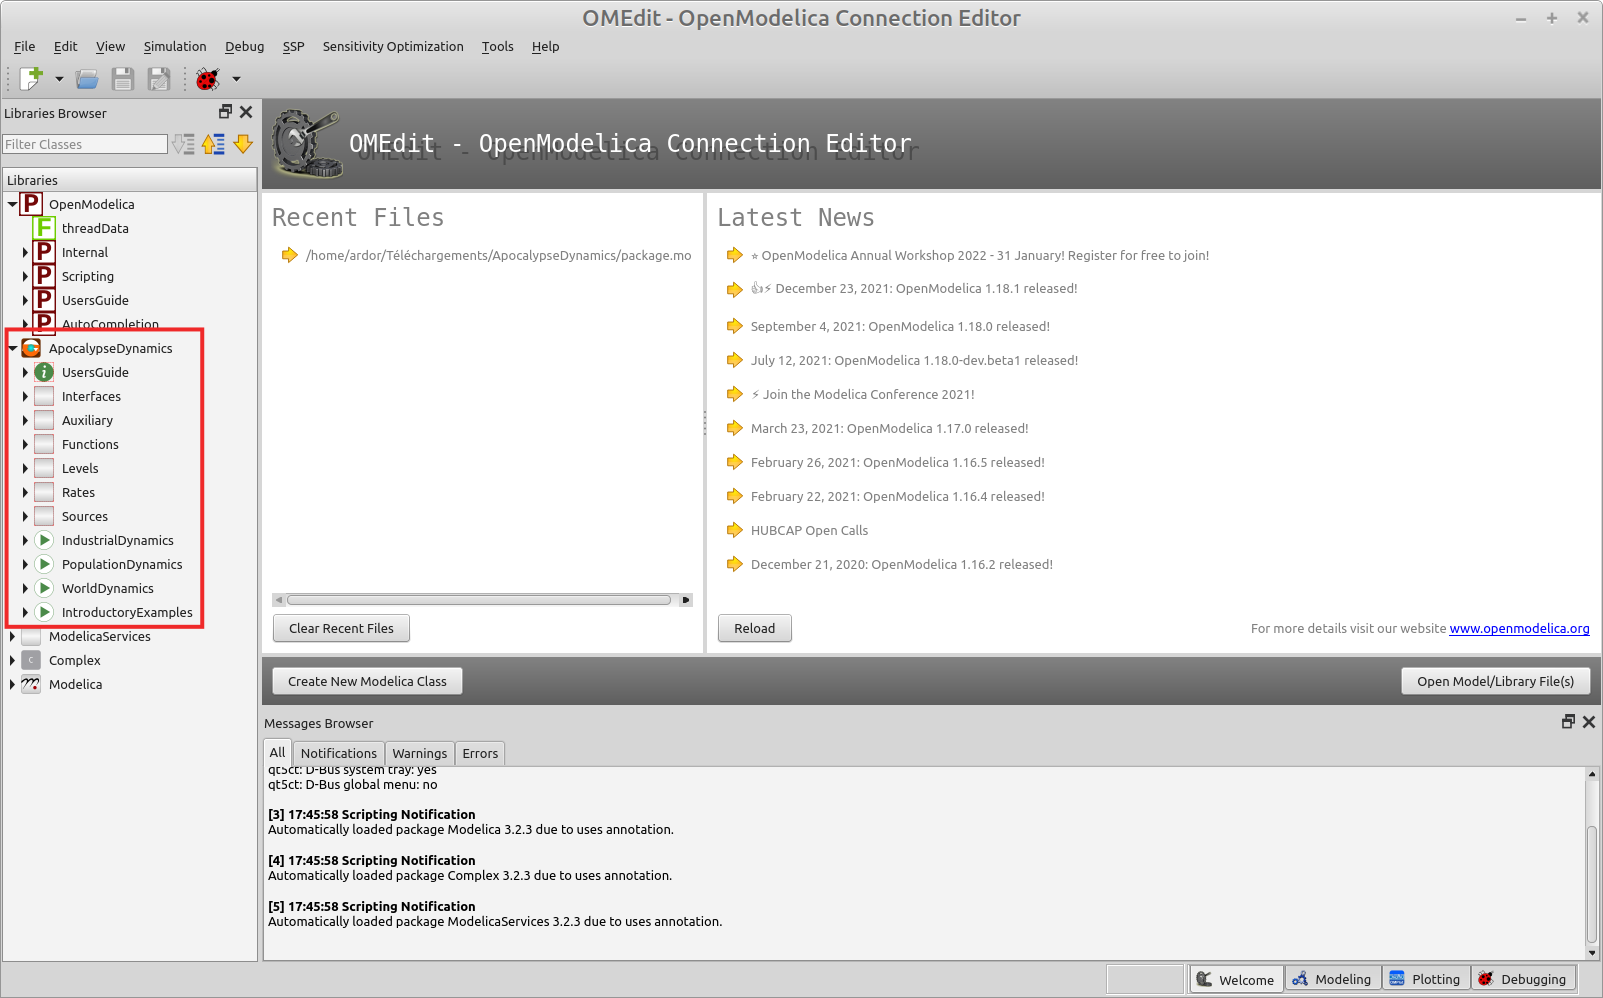 OMEdit - OpenModelica Connection Editor
File Edit View Simulation Debug SSP Sensitivity Optimization Tools Help
Libraries Browser
Filter Classes
Libraries
OpenModelica
threadData
Internal
Scripting
UsersGuide
AutoCompletion
ApocalypseDynamics
UsersGuide
Interfaces
Auxiliary
Functions
Levels
Rates
Sources
IndustrialDynamics
PopulationDynamics
WorldDynamics
IntroductoryExamples
ModelicaServices
Complex
Modelica
OMEdit - OpenModelica Connection Editor
Recent Files
/home/ardor/Téléchargements/ApocalypseDynamics/package.mo
Clear Recent Files
Latest News
⭐ OpenModelica Annual Workshop 2022 - 31 January! Register for free to join!
👍⚡ December 23, 2021: OpenModelica 1.18.1 released!
September 4, 2021: OpenModelica 1.18.0 released!
July 12, 2021: OpenModelica 1.18.0-dev.beta1 released!
⚡ Join the Modelica Conference 2021!
March 23, 2021: OpenModelica 1.17.0 released!
February 26, 2021: OpenModelica 1.16.5 released!
February 22, 2021: OpenModelica 1.16.4 released!
HUBCAP Open Calls
December 21, 2020: OpenModelica 1.16.2 released!
Reload
For more details visit our website www.openmodelica.org
Create New Modelica Class
Open Model/Library File(s)
Messages Browser
All Notifications Warnings Errors
qt5ct: D-Bus system tray: yes
qt5ct: D-Bus global menu: no
[3] 17:45:58 Scripting Notification
Automatically loaded package Modelica 3.2.3 due to uses annotation.
[4] 17:45:58 Scripting Notification
Automatically loaded package Complex 3.2.3 due to uses annotation.
[5] 17:45:58 Scripting Notification
Automatically loaded package ModelicaServices 3.2.3 due to uses annotation.
Welcome Modeling Plotting Debugging